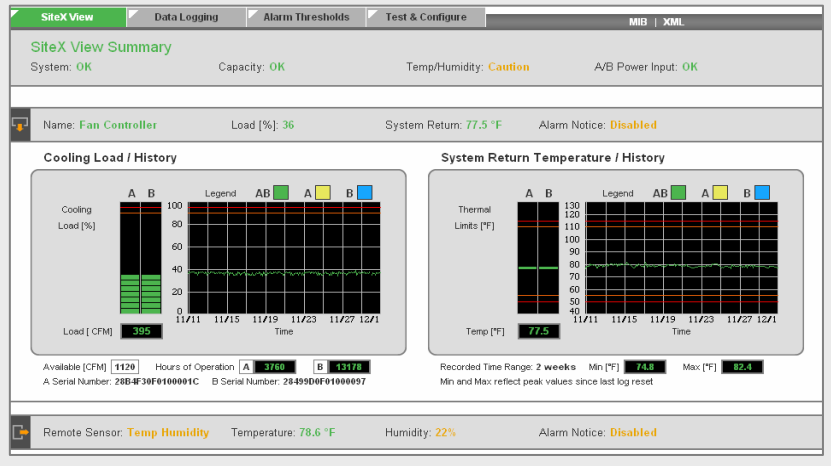 SiteX View Data Logging Alarm Thresholds Test & Configure MIB | XML
SiteX View Summary
System: OK Capacity: OK Temp/Humidity: Caution A/B Power Input: OK
Name: Fan Controller Load [%]: 36 System Return: 77.5 °F Alarm Notice: Disabled
Cooling Load / History
A B Legend AB A B
Cooling
Load [%]
100
80
60
40
20
0
11/11 11/15 11/19 11/23 11/27 12/1
Time
Load [ CFM] 395
Available [CFM] 1120 Hours of Operation A 3760 B 13178
A Serial Number: 28B4F30F0100001C B Serial Number: 28499D0F01000097
System Return Temperature / History
A B Legend AB A B
Thermal
Limits [°F]
130
120
110
100
90
80
70
60
50
40
11/11 11/15 11/19 11/23 11/27 12/1
Time
Temp [°F] 77.5
Recorded Time Range: 2 weeks Min [°F] 74.8 Max [°F] 82.4
Min and Max reflect peak values since last log reset
Remote Sensor: Temp Humidity Temperature: 78.6 °F Humidity: 22% Alarm Notice: Disabled